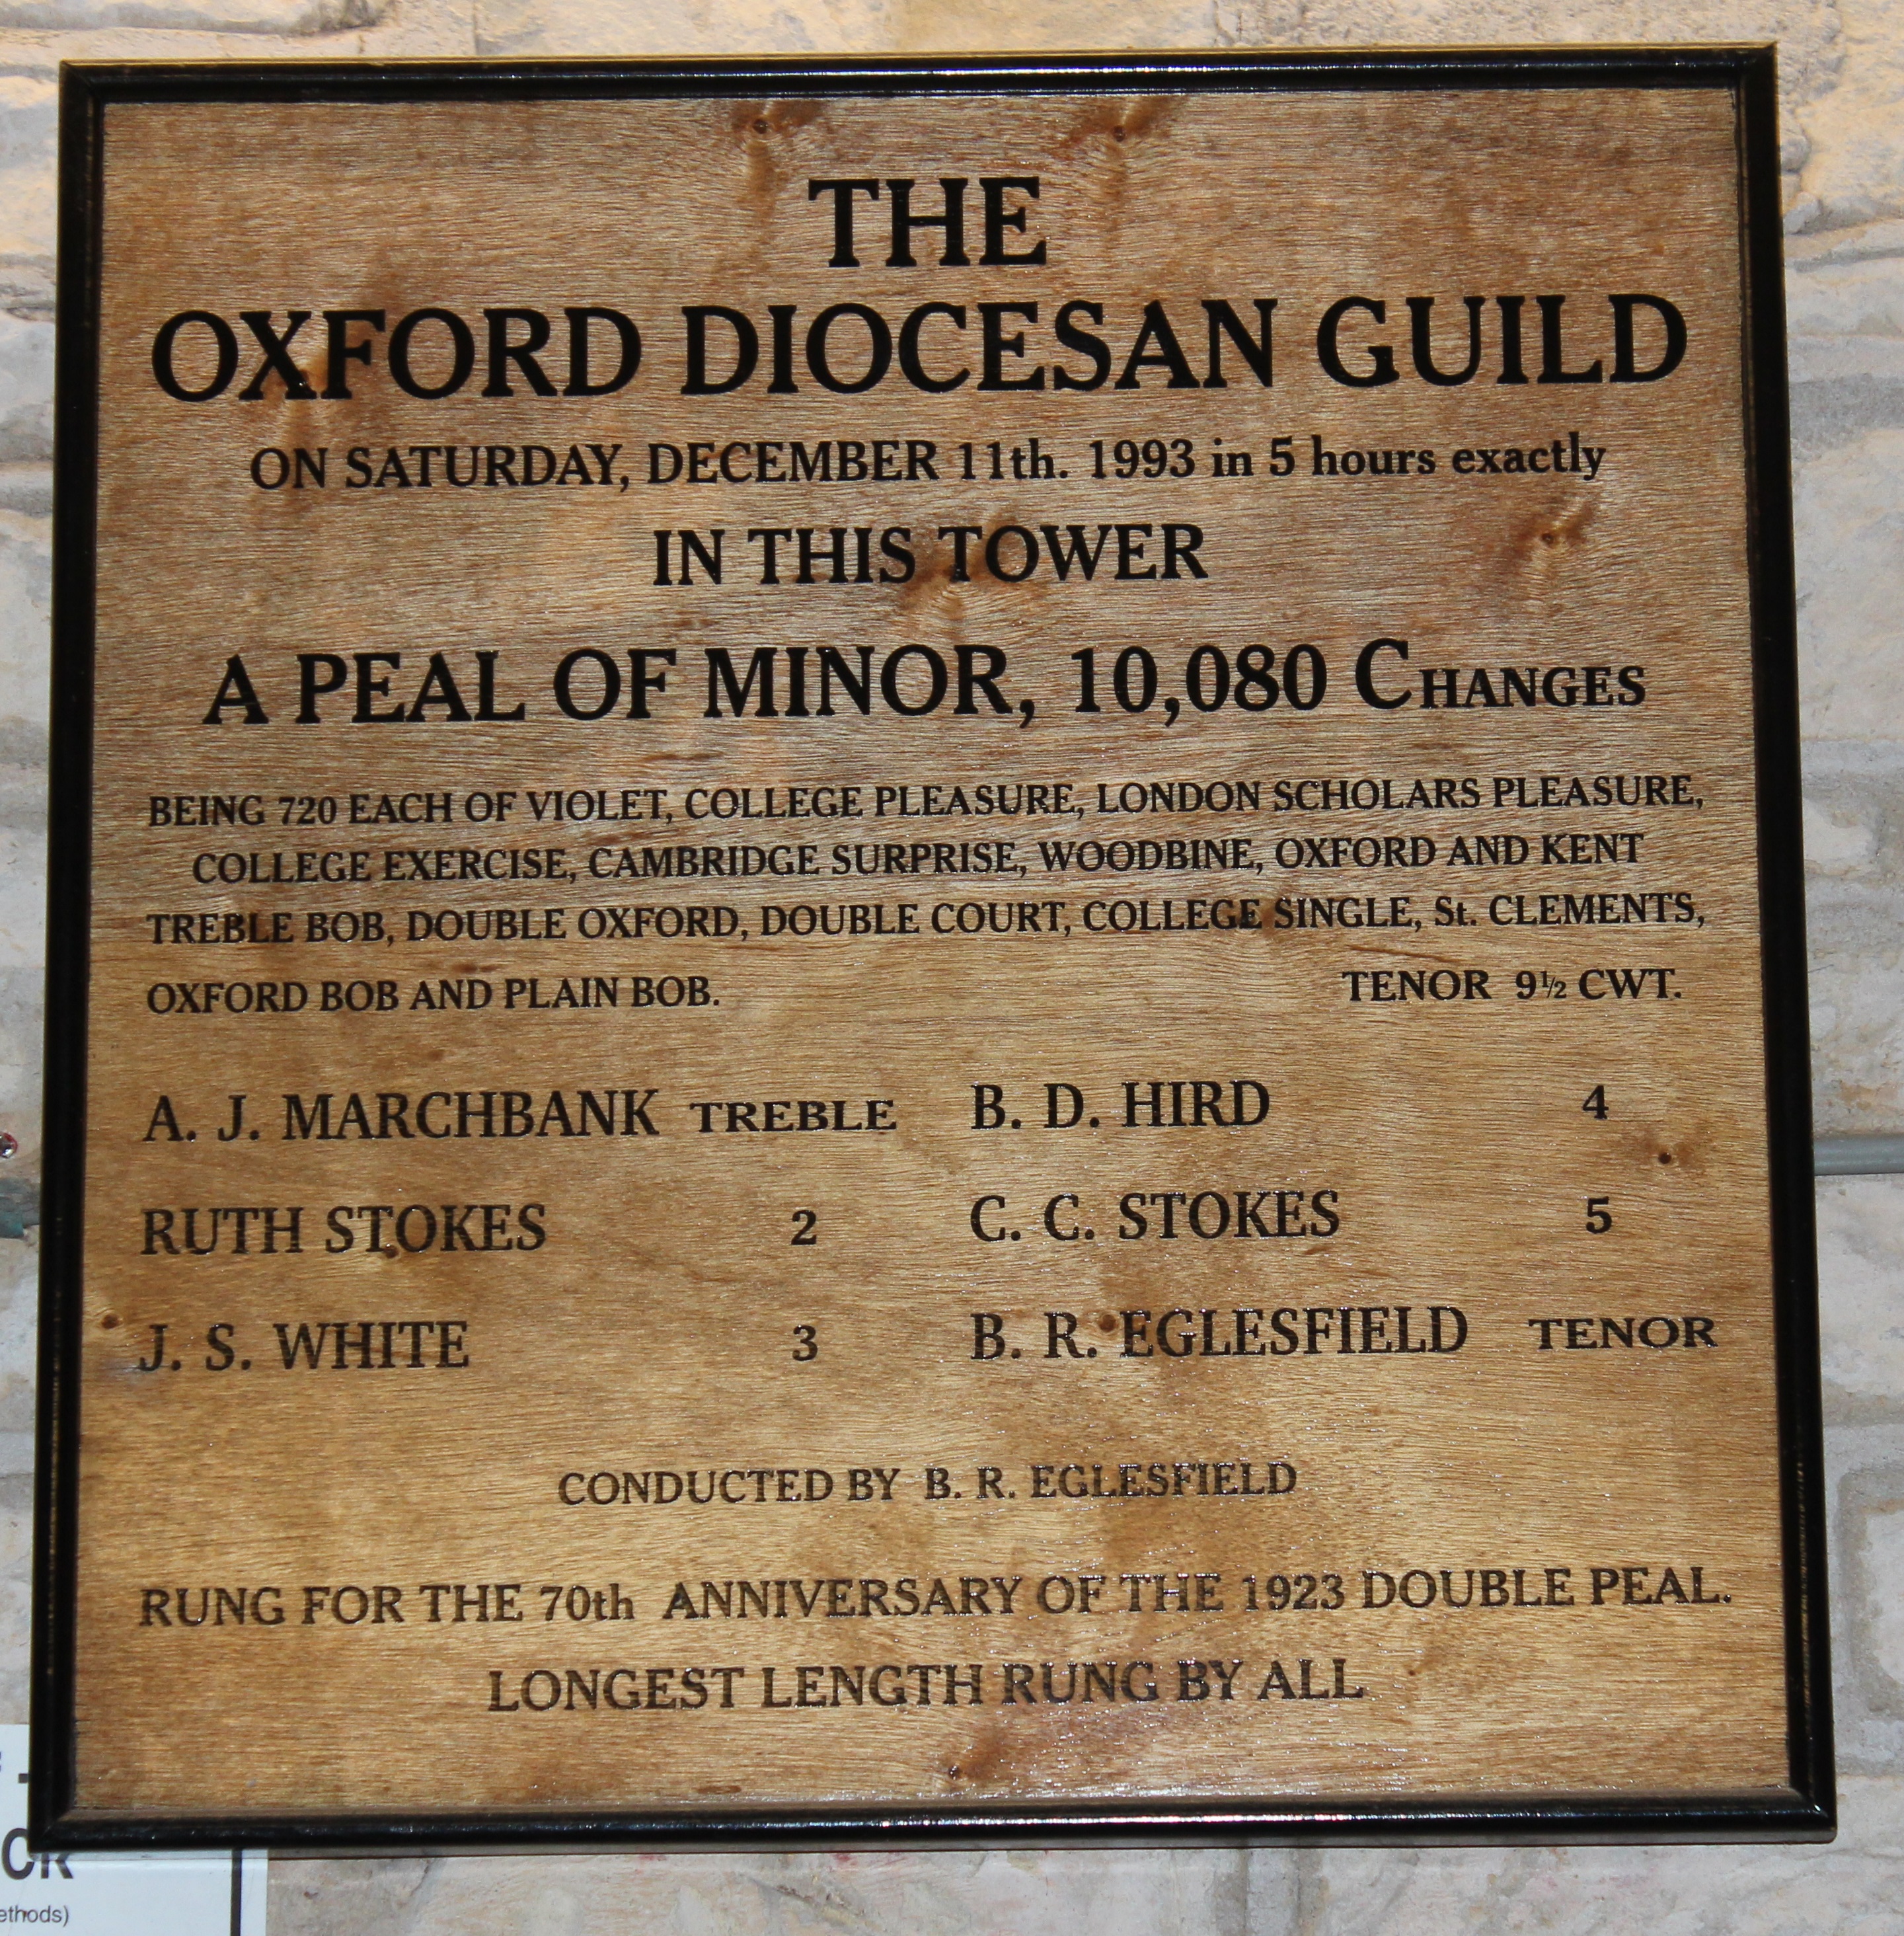 THE
OXFORD DIOCESAN GUILD
ON SATURDAY, DECEMBER 11th. 1993 in 5 hours exactly
IN THIS TOWER
A PEAL OF MINOR, 10,080 CHANGES
BEING 720 EACH OF VIOLET, COLLEGE PLEASURE, LONDON SCHOLARS PLEASURE,
COLLEGE EXERCISE, CAMBRIDGE SURPRISE, WOODBINE, OXFORD AND KENT
TREBLE BOB, DOUBLE OXFORD, DOUBLE COURT, COLLEGE SINGLE, St. CLEMENTS,
OXFORD BOB AND PLAIN BOB. TENOR 9½ CWT.
A. J. MARCHBANK TREBLE B. D. HIRD 4
RUTH STOKES 2 C. C. STOKES 5
J. S. WHITE 3 B. R. EGLESFIELD TENOR
CONDUCTED BY B. R. EGLESFIELD
RUNG FOR THE 70th ANNIVERSARY OF THE 1923 DOUBLE PEAL.
LONGEST LENGTH RUNG BY ALL